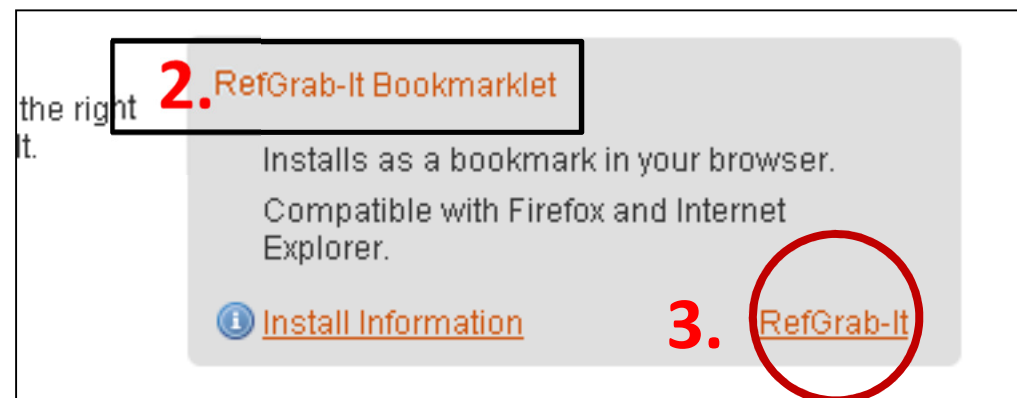 the right
It.
2. RefGrab-It Bookmarklet
Installs as a bookmark in your browser.
Compatible with Firefox and Internet
Explorer.
Install Information
3. RefGrab-It